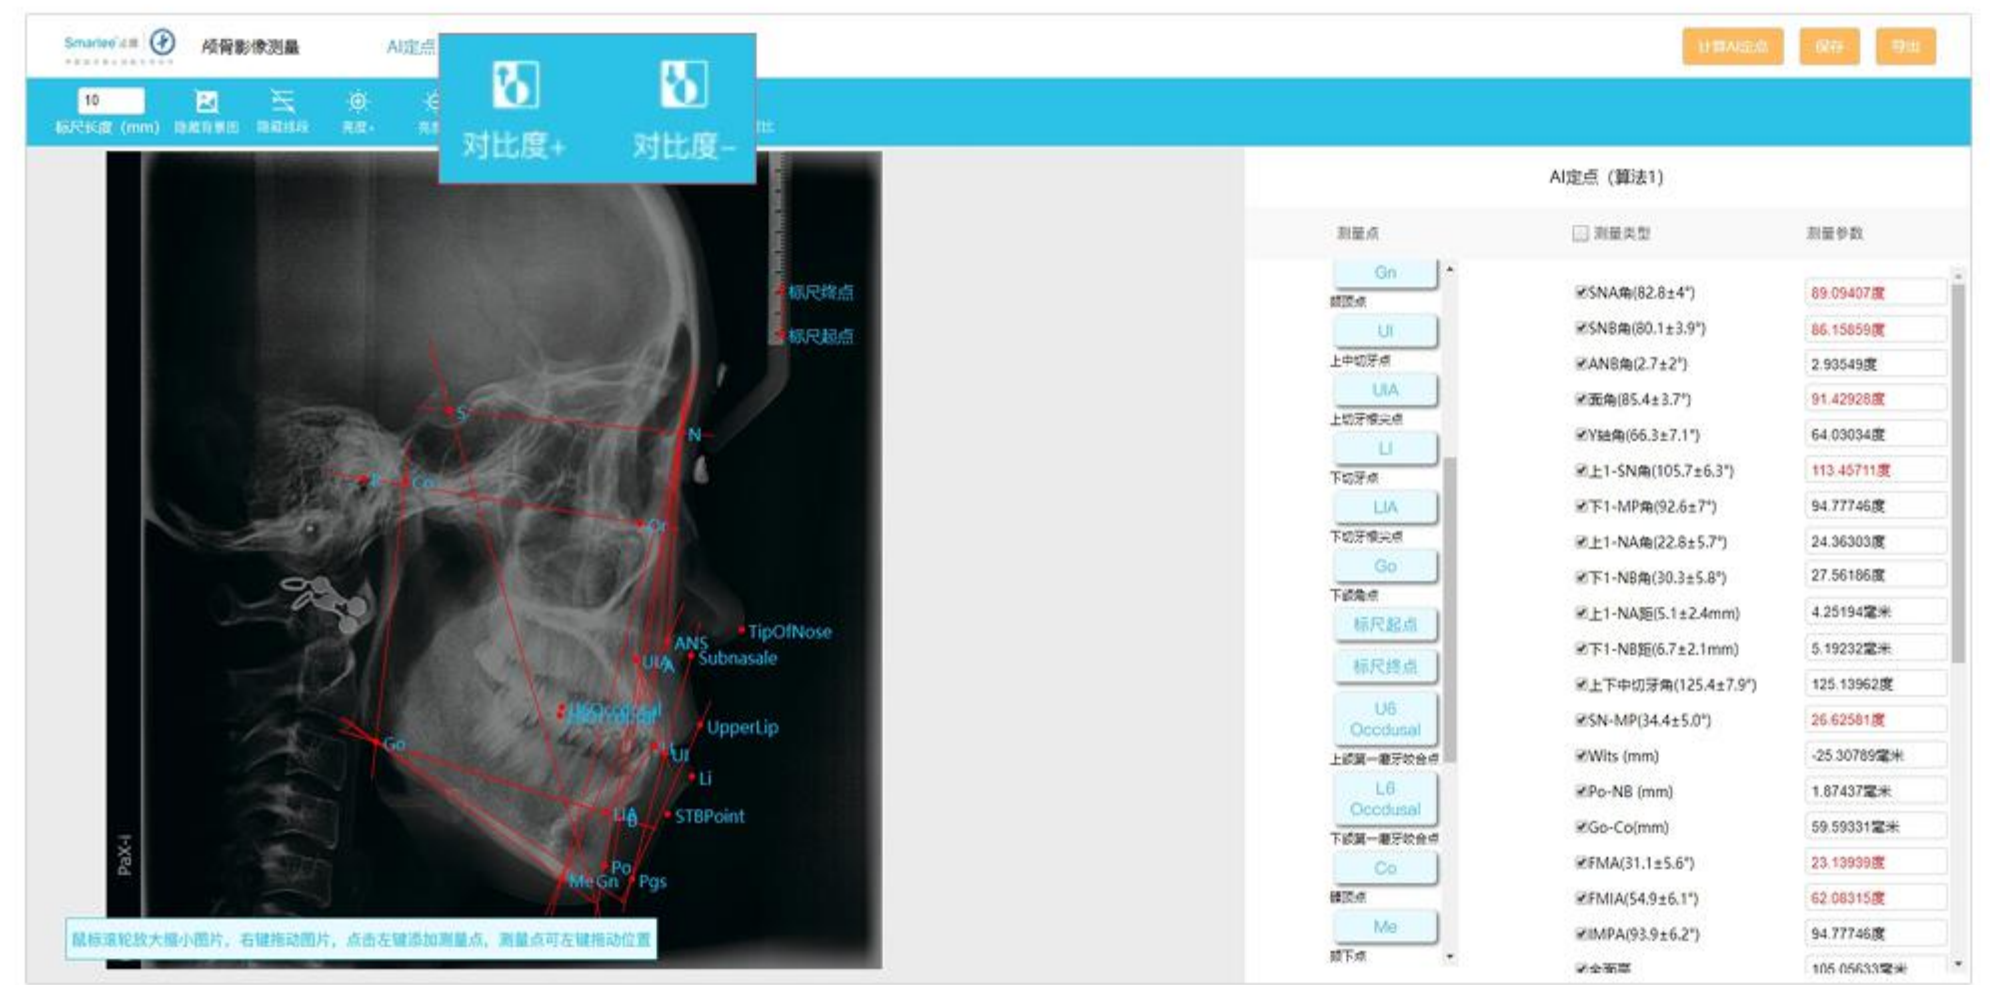 Smartee
颅骨影像测量
AI定点
计算AI定点
保存
导出
10
标尺长度（mm）
隐藏背景图
隐藏线段
亮度+
对比度+
对比度-
AI定点（算法1）
测量点
测量类型
测量参数
Gn
颏顶点
UI
上中切牙点
UIA
上切牙根尖点
LI
下切牙点
LIA
下切牙根尖点
Go
下颌角点
标尺起点
标尺终点
U6
Occdusal
上颌第一磨牙咬合点
L6
Occdusal
下颌第一磨牙咬合点
Co
髁顶点
Me
颏下点
SNA角(82.8±4°)
89.09407度
SNB角(80.1±3.9°)
86.15859度
ANB角(2.7±2°)
2.93549度
面角(85.4±3.7°)
91.42928度
Y轴角(66.3±7.1°)
64.03034度
上1-SN角(105.7±6.3°)
113.45711度
下1-MP角(92.6±7°)
94.77746度
上1-NA角(22.8±5.7°)
24.36303度
下1-NB角(30.3±5.8°)
27.56186度
上1-NA距(5.1±2.4mm)
4.25194毫米
下1-NB距(6.7±2.1mm)
5.19232毫米
上下中切牙角(125.4±7.9°)
125.13962度
SN-MP(34.4±5.0°)
26.62581度
Wits (mm)
-25.30789毫米
Po-NB (mm)
1.87437毫米
Go-Co(mm)
59.59331毫米
FMA(31.1±5.6°)
23.13939度
FMIA(54.9±6.1°)
62.08315度
IMPA(93.9±6.2°)
94.77746度
全面高
105.05633毫米
标尺终点
标尺起点
S
N
P
Co
Or
TipOfNose
ANS
Subnasale
UIA
A
U6Occdusal
UpperLip
Go
UI
Li
LIA
B
STBPoint
Po
Me
Gn
Pgs
PaX-i
鼠标滚轮放大缩小图片，右键拖动图片，点击左键添加测量点，测量点可左键拖动位置